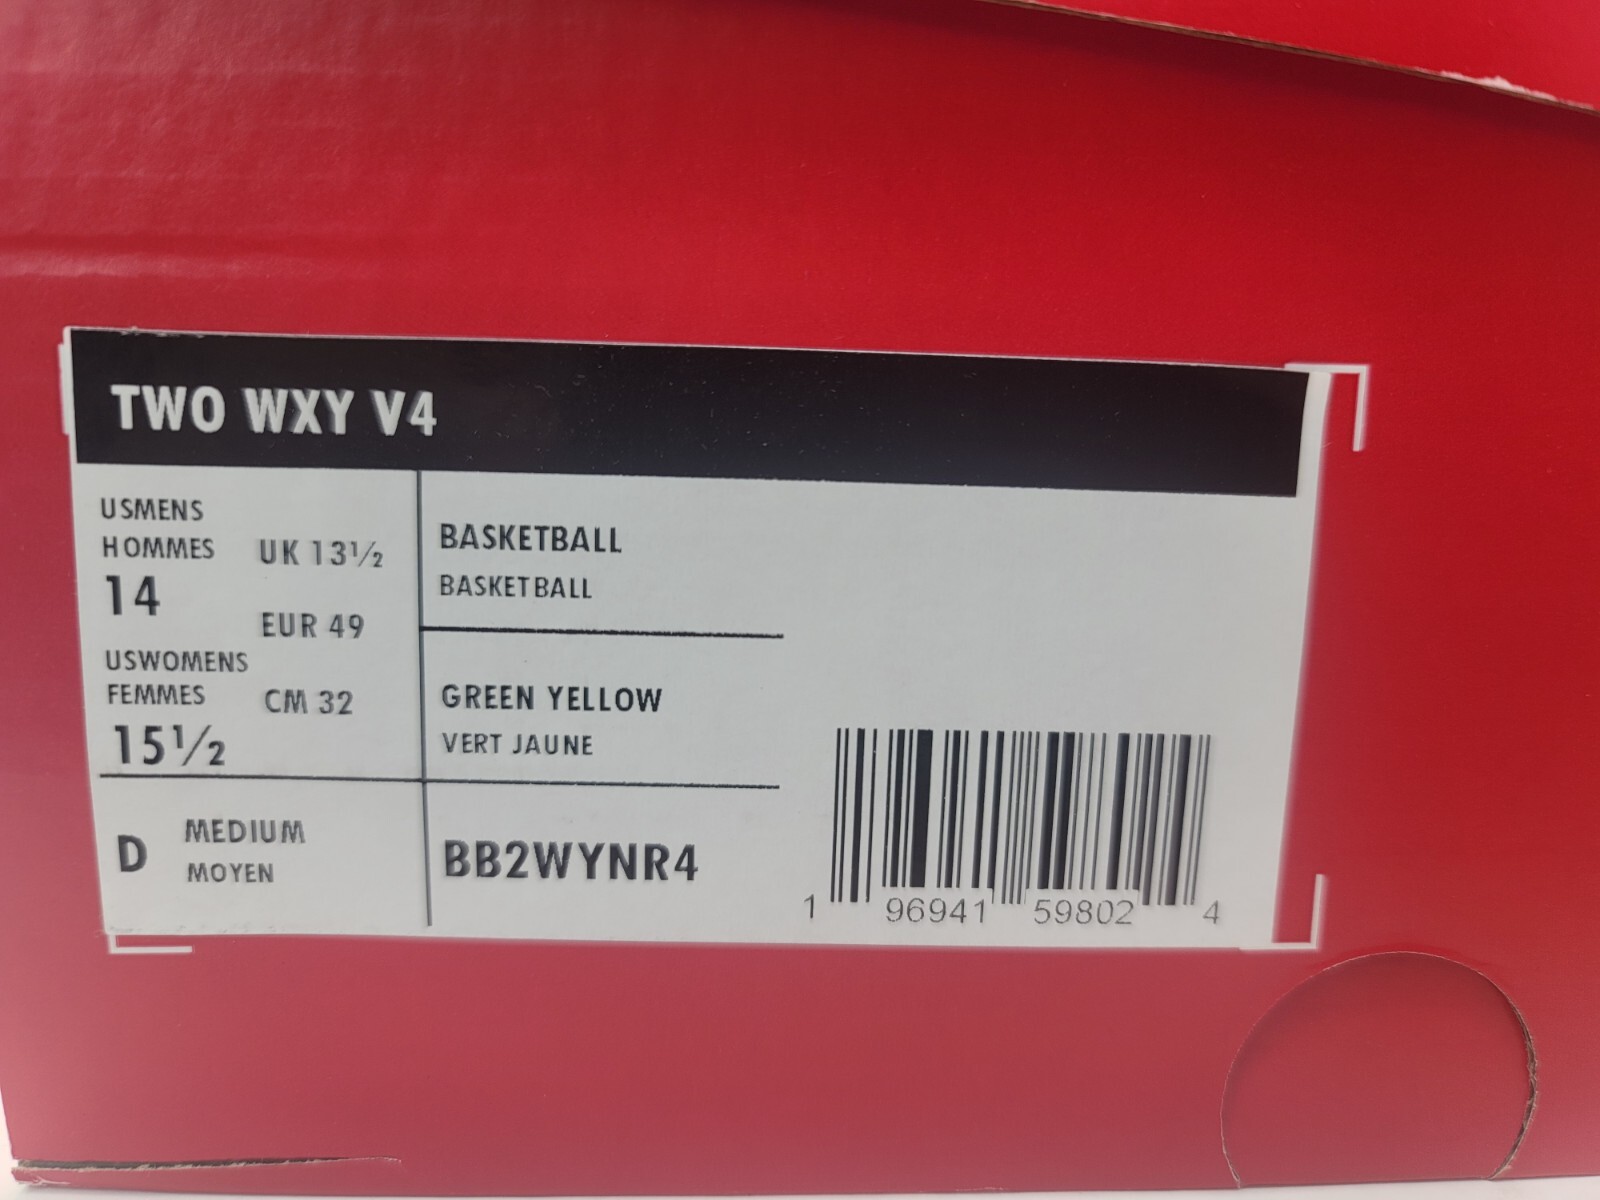 TWO WXY V4
USMENS
HOMMES
14
UK 13½
EUR 49
USWOMENS
FEMMES
15½
CM 32
BASKETBALL
BASKETBALL
GREEN YELLOW
VERT JAUNE
D MEDIUM
MOYEN
BB2WYNR4
1 96941 59802 4